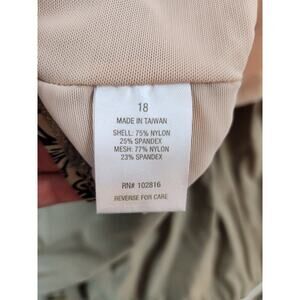 18
MADE IN TAIWAN
SHELL: 75% NYLON
25% SPANDEX
MESH: 77% NYLON
23% SPANDEX
RN# 102816
REVERSE FOR CARE